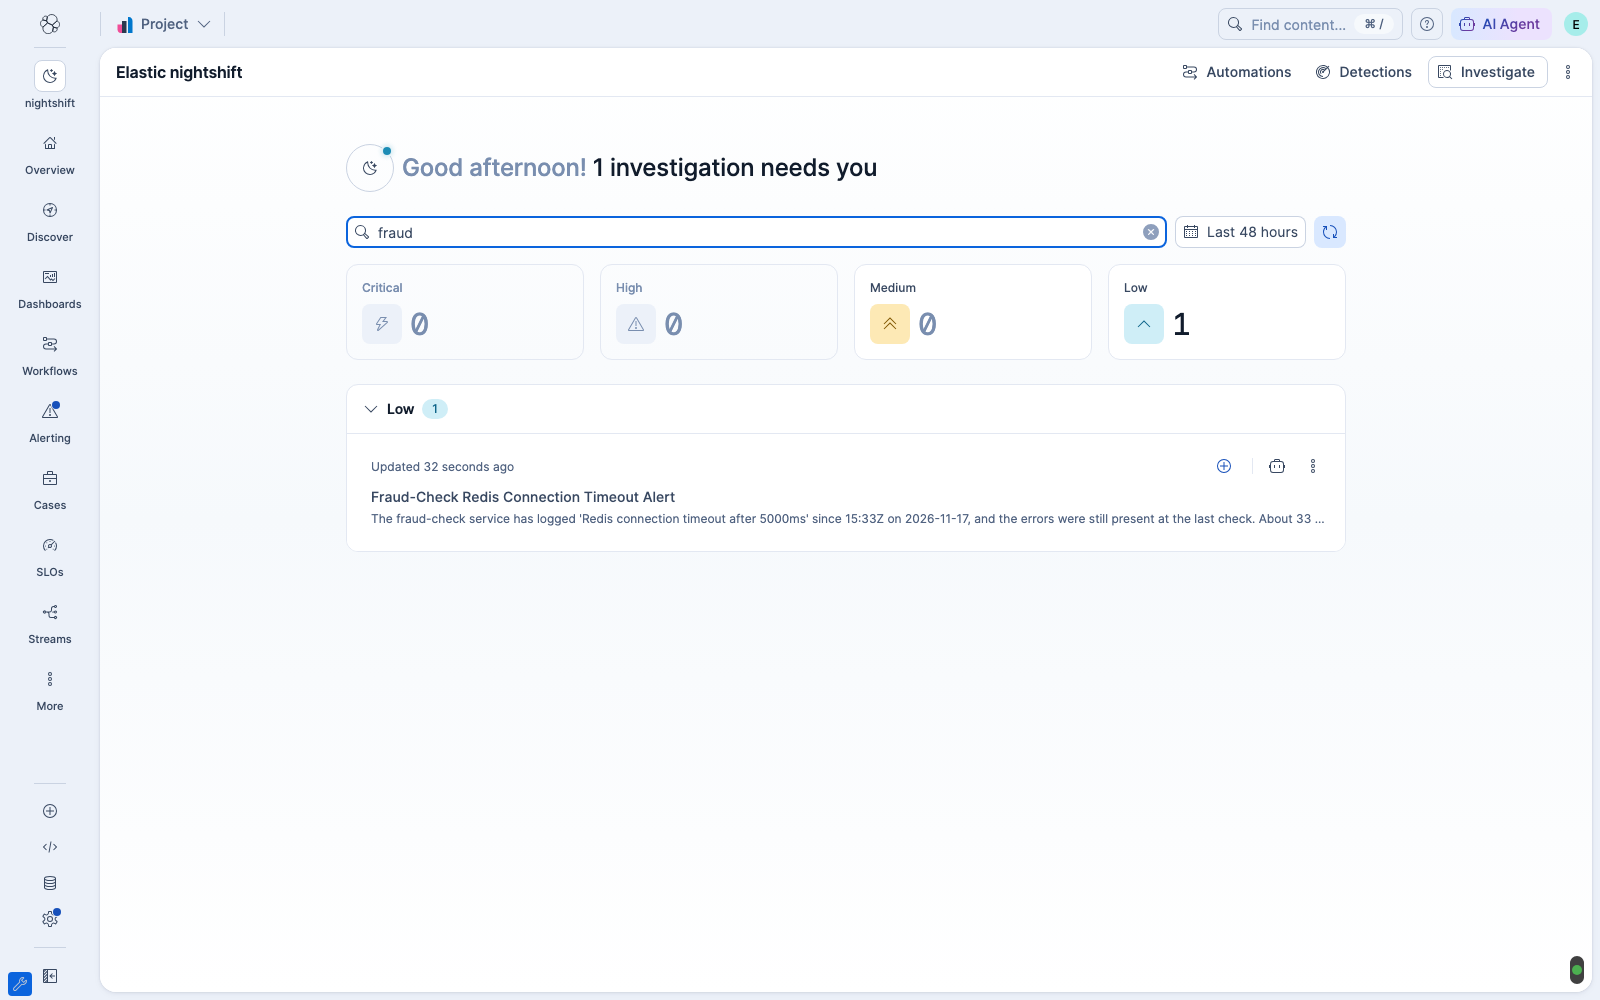 Project
Find content...
⌘ /
AI Agent
E
Elastic nightshift
Automations
Detections
Investigate
nightshift
Overview
Discover
Dashboards
Workflows
Alerting
Cases
SLOs
Streams
More
Good afternoon! 1 investigation needs you
fraud
Last 48 hours
Critical
0
High
0
Medium
0
Low
1
Low 1
Updated 32 seconds ago
Fraud-Check Redis Connection Timeout Alert
The fraud-check service has logged 'Redis connection timeout after 5000ms' since 15:33Z on 2026-11-17, and the errors were still present at the last check. About 33 ...